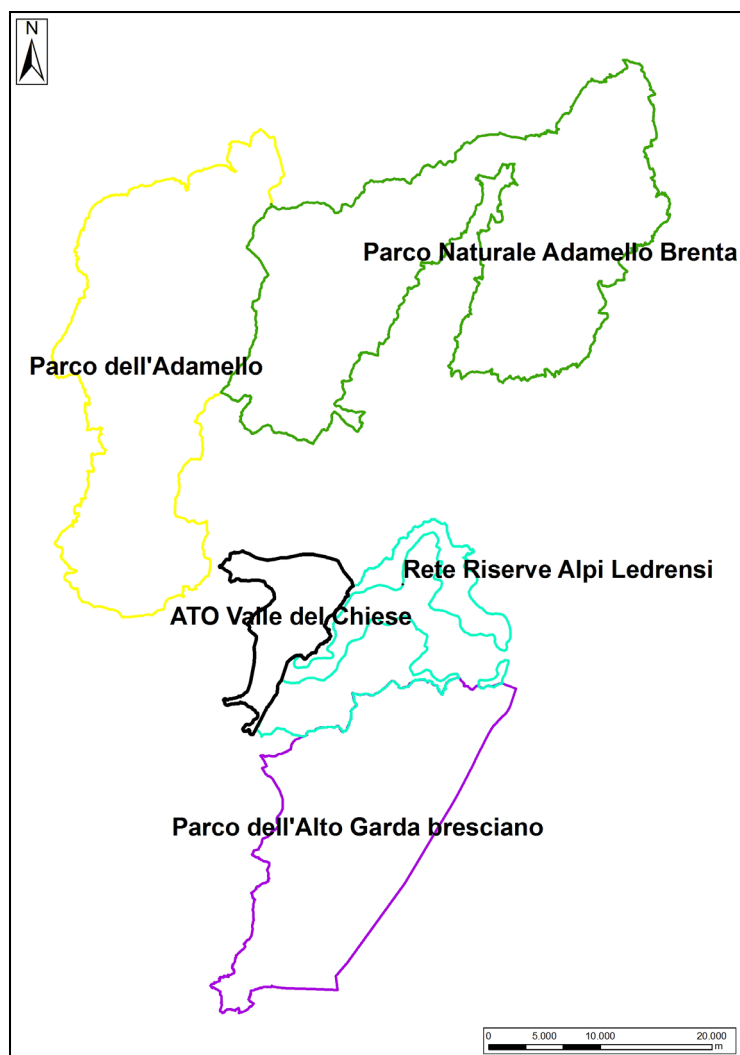 N
Parco Naturale Adamello Brenta
Parco dell'Adamello
Rete Riserve Alpi Ledrensi
ATO Valle del Chiese
Parco dell'Alto Garda bresciano
0 5.000 10.000 20.000
m